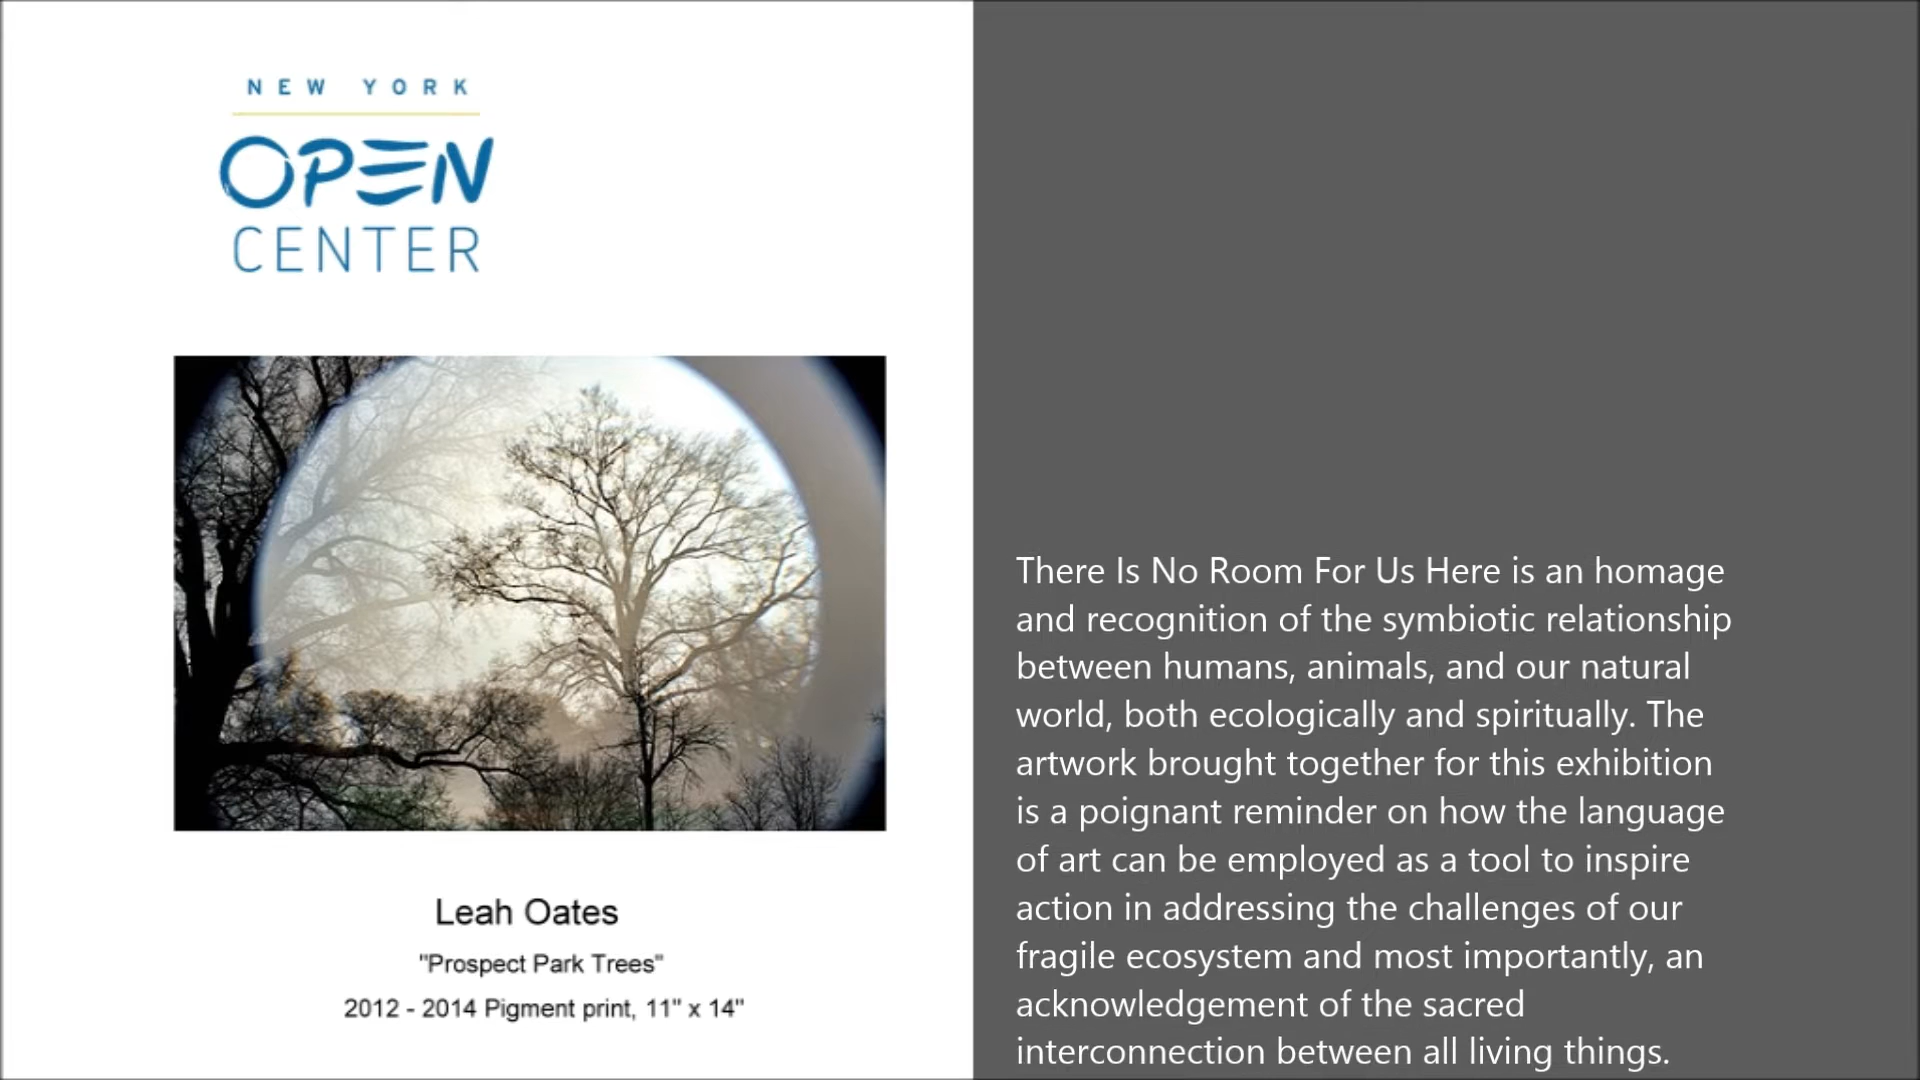 NEW YORK
OPEN
CENTER
Leah Oates
"Prospect Park Trees"
2012 - 2014 Pigment print, 11" x 14"
There Is No Room For Us Here is an homage
and recognition of the symbiotic relationship
between humans, animals, and our natural
world, both ecologically and spiritually. The
artwork brought together for this exhibition
is a poignant reminder on how the language
of art can be employed as a tool to inspire
action in addressing the challenges of our
fragile ecosystem and most importantly, an
acknowledgement of the sacred
interconnection between all living things.